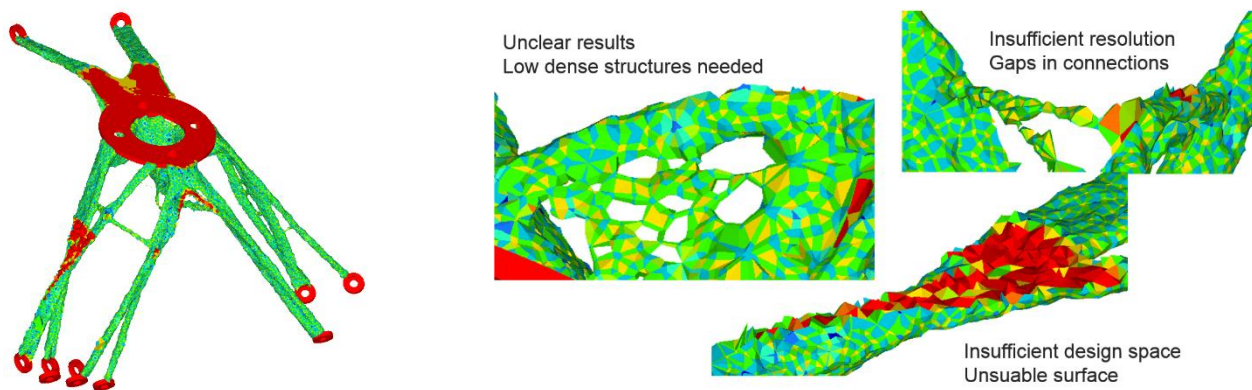 Unclear results
Low dense structures needed
Insufficient resolution
Gaps in connections
Insufficient design space
Unsuable surface